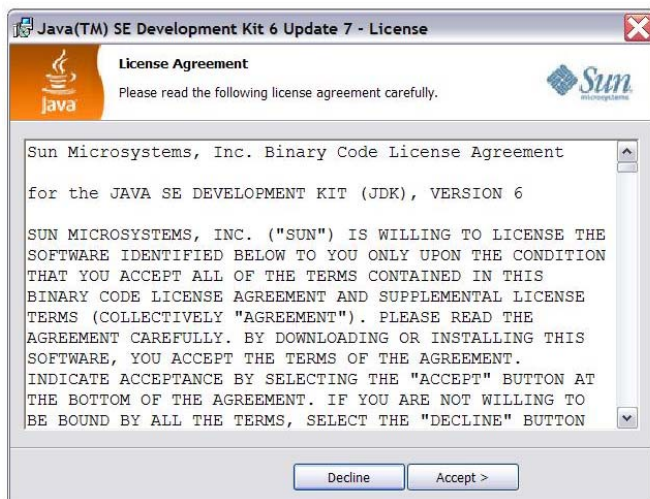 Java(TM) SE Development Kit 6 Update 7 - License
License Agreement
Please read the following license agreement carefully.
Java
Sun
microsystems
Sun Microsystems, Inc. Binary Code License Agreement
for the JAVA SE DEVELOPMENT KIT (JDK), VERSION 6
SUN MICROSYSTEMS, INC. ("SUN") IS WILLING TO LICENSE THE
SOFTWARE IDENTIFIED BELOW TO YOU ONLY UPON THE CONDITION
THAT YOU ACCEPT ALL OF THE TERMS CONTAINED IN THIS
BINARY CODE LICENSE AGREEMENT AND SUPPLEMENTAL LICENSE
TERMS (COLLECTIVELY "AGREEMENT"). PLEASE READ THE
AGREEMENT CAREFULLY. BY DOWNLOADING OR INSTALLING THIS
SOFTWARE, YOU ACCEPT THE TERMS OF THE AGREEMENT.
INDICATE ACCEPTANCE BY SELECTING THE "ACCEPT" BUTTON AT
THE BOTTOM OF THE AGREEMENT. IF YOU ARE NOT WILLING TO
BE BOUND BY ALL THE TERMS, SELECT THE "DECLINE" BUTTON
Decline
Accept >